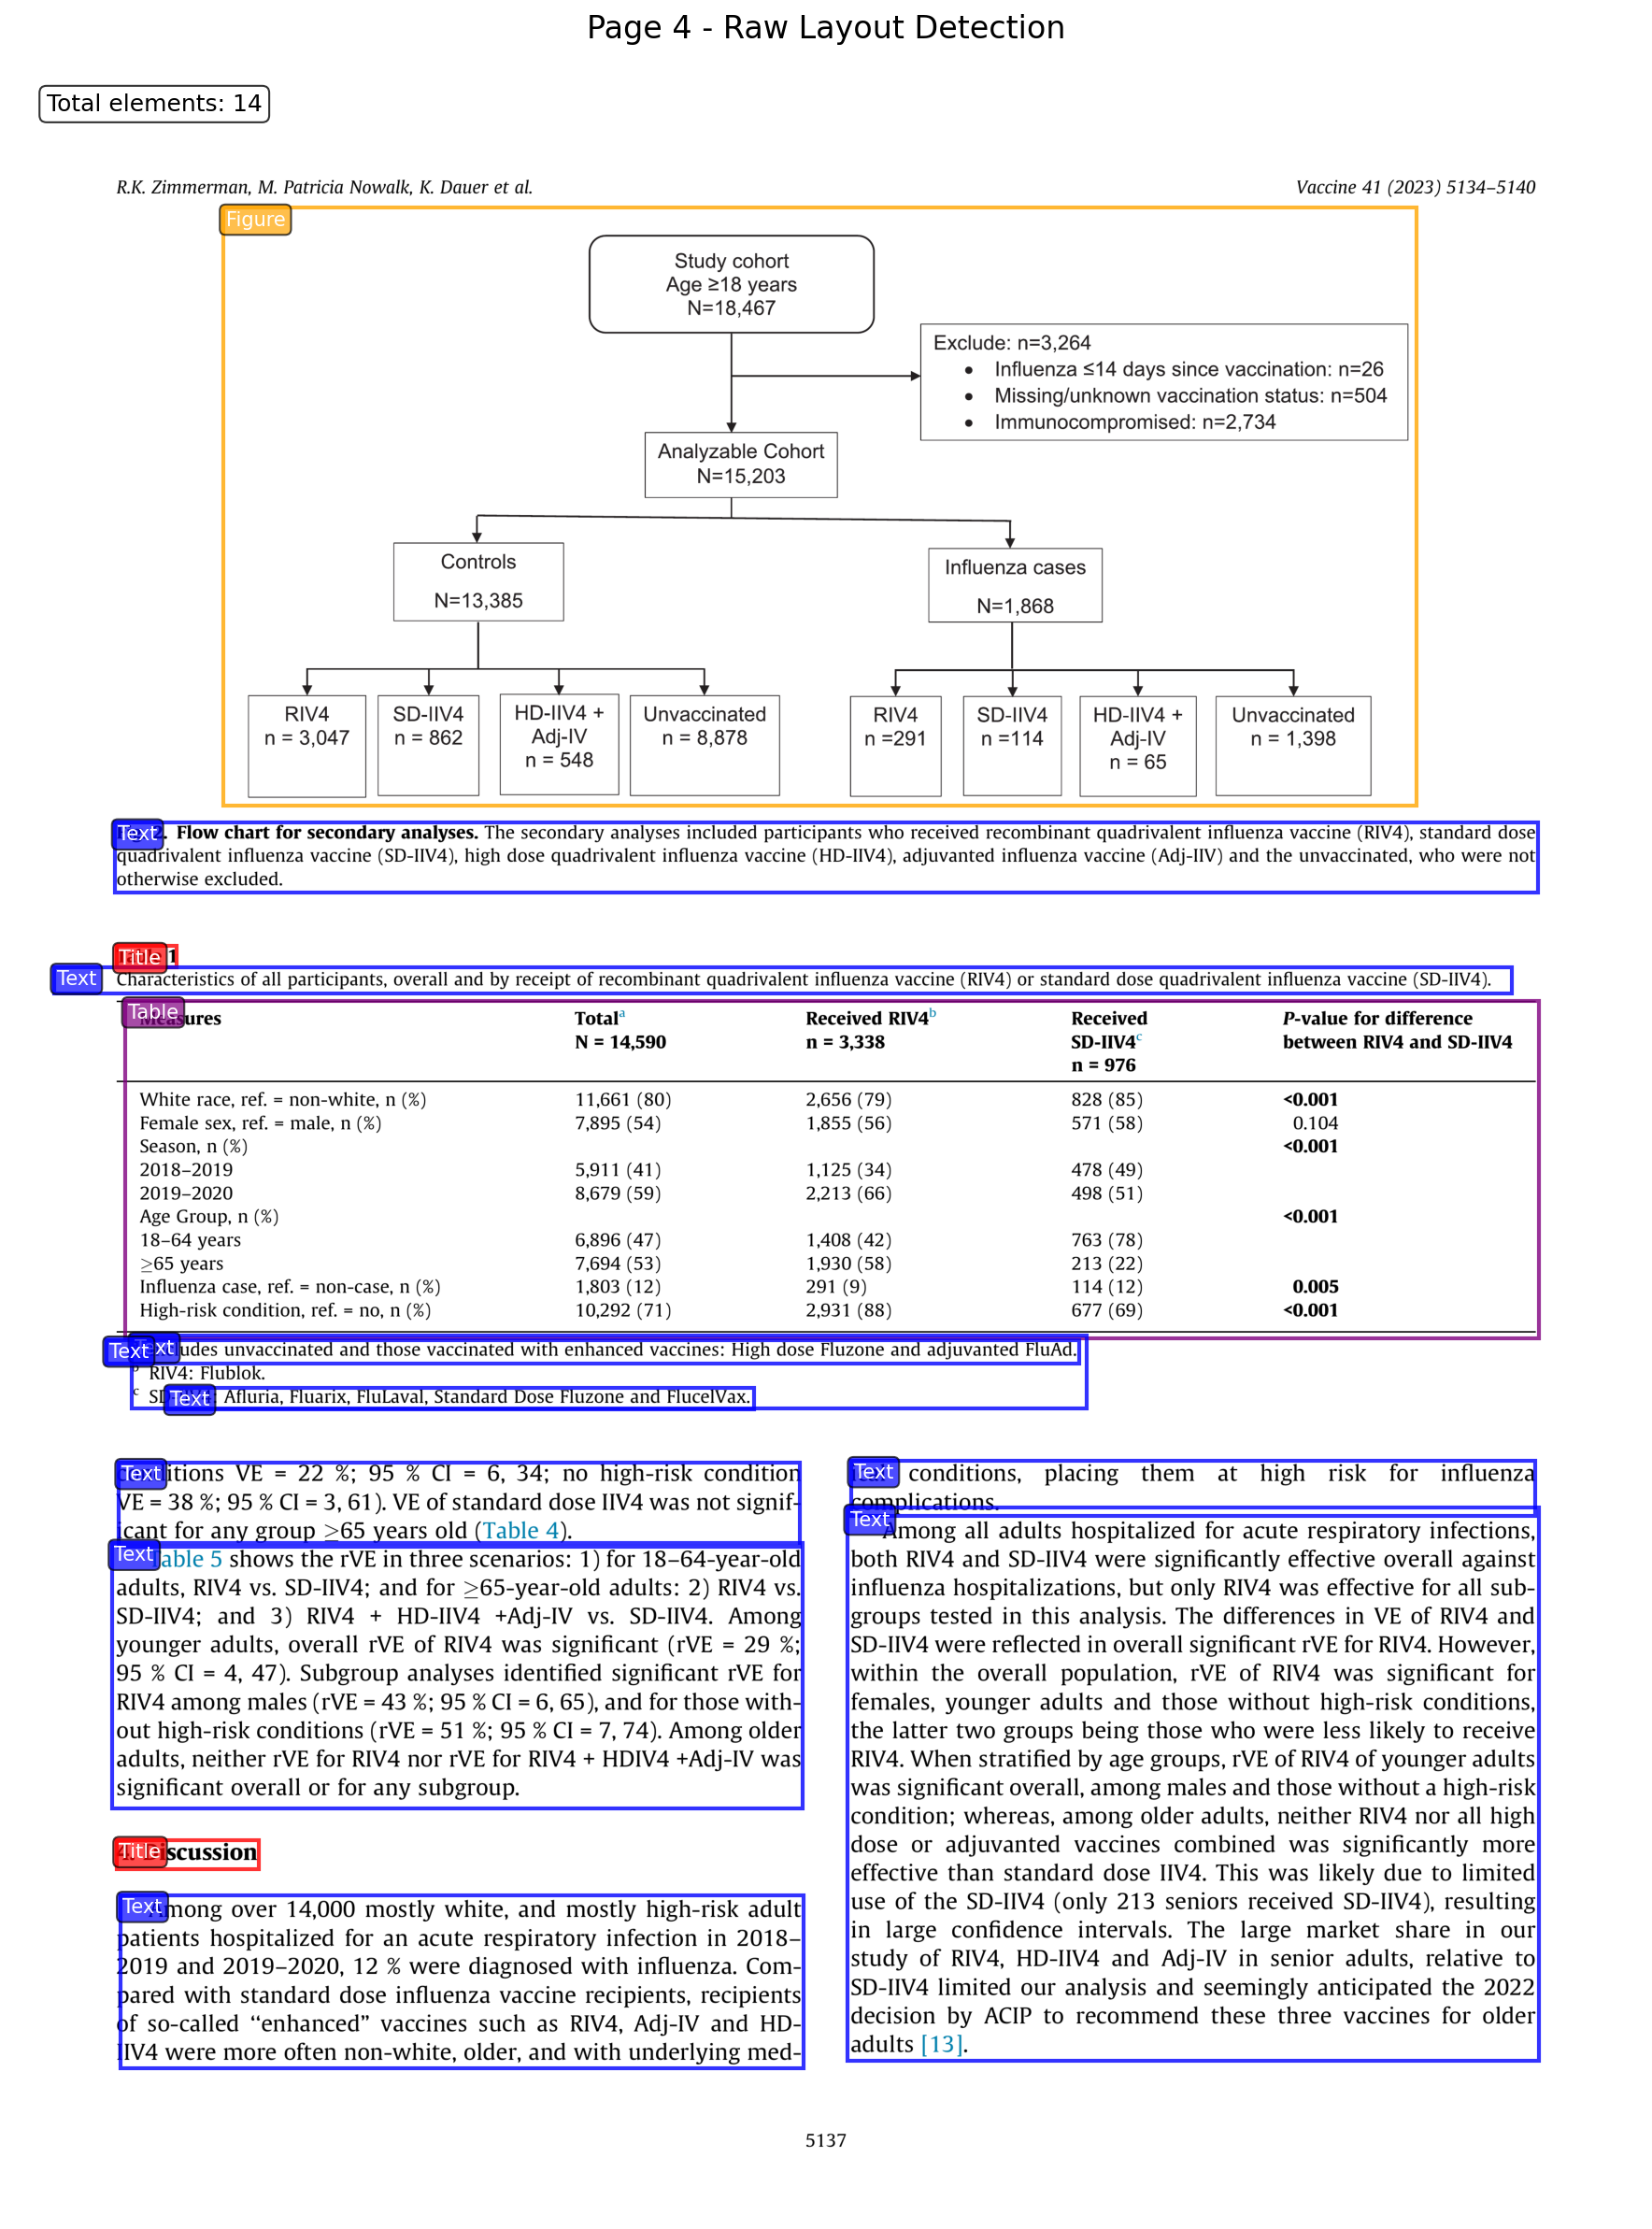 Page 4 - Raw Layout Detection
Total elements: 14
R.K. Zimmerman, M. Patricia Nowalk, K. Dauer et al.
Vaccine 41 (2023) 5134–5140
Figure
Study cohort
Age ≥18 years
N=18,467
Exclude: n=3,264
• Influenza ≤14 days since vaccination: n=26
• Missing/unknown vaccination status: n=504
• Immunocompromised: n=2,734
Analyzable Cohort
N=15,203
Controls
N=13,385
Influenza cases
N=1,868
RIV4
n = 3,047
SD-IIV4
n = 862
HD-IIV4 +
Adj-IV
n = 548
Unvaccinated
n = 8,878
RIV4
n =291
SD-IIV4
n =114
HD-IIV4 +
Adj-IV
n = 65
Unvaccinated
n = 1,398
Text
2. Flow chart for secondary analyses. The secondary analyses included participants who received recombinant quadrivalent influenza vaccine (RIV4), standard dose
quadrivalent influenza vaccine (SD-IIV4), high dose quadrivalent influenza vaccine (HD-IIV4), adjuvanted influenza vaccine (Adj-IIV) and the unvaccinated, who were not
otherwise excluded.
Title 1
Text
Characteristics of all participants, overall and by receipt of recombinant quadrivalent influenza vaccine (RIV4) or standard dose quadrivalent influenza vaccine (SD-IIV4).
Table
Measures Totalᵃ Received RIV4ᵇ Received P-value for difference
N = 14,590 n = 3,338 SD-IIV4ᶜ between RIV4 and SD-IIV4
n = 976
White race, ref. = non-white, n (%) 11,661 (80) 2,656 (79) 828 (85) <0.001
Female sex, ref. = male, n (%) 7,895 (54) 1,855 (56) 571 (58) 0.104
Season, n (%) <0.001
2018–2019 5,911 (41) 1,125 (34) 478 (49)
2019–2020 8,679 (59) 2,213 (66) 498 (51)
Age Group, n (%) <0.001
18–64 years 6,896 (47) 1,408 (42) 763 (78)
≥65 years 7,694 (53) 1,930 (58) 213 (22)
Influenza case, ref. = non-case, n (%) 1,803 (12) 291 (9) 114 (12) 0.005
High-risk condition, ref. = no, n (%) 10,292 (71) 2,931 (88) 677 (69) <0.001
Text
Text
unvaccinated and those vaccinated with enhanced vaccines: High dose Fluzone and adjuvanted FluAd.
ᵇ RIV4: Flublok.
Text
ᶜ Afluria, Fluarix, FluLaval, Standard Dose Fluzone and FlucelVax.
Text
conditions VE = 22 %; 95 % CI = 6, 34; no high-risk condition
VE = 38 %; 95 % CI = 3, 61). VE of standard dose IIV4 was not signif-
icant for any group ≥65 years old (Table 4).
Text
Table 5 shows the rVE in three scenarios: 1) for 18–64-year-old
adults, RIV4 vs. SD-IIV4; and for ≥65-year-old adults: 2) RIV4 vs.
SD-IIV4; and 3) RIV4 + HD-IIV4 +Adj-IV vs. SD-IIV4. Among
younger adults, overall rVE of RIV4 was significant (rVE = 29 %;
95 % CI = 4, 47). Subgroup analyses identified significant rVE for
RIV4 among males (rVE = 43 %; 95 % CI = 6, 65), and for those with-
out high-risk conditions (rVE = 51 %; 95 % CI = 7, 74). Among older
adults, neither rVE for RIV4 nor rVE for RIV4 + HDIV4 +Adj-IV was
significant overall or for any subgroup.
Title
4. Discussion
Text
Among over 14,000 mostly white, and mostly high-risk adult
patients hospitalized for an acute respiratory infection in 2018–
2019 and 2019–2020, 12 % were diagnosed with influenza. Com-
pared with standard dose influenza vaccine recipients, recipients
of so-called “enhanced” vaccines such as RIV4, Adj-IV and HD-
IIV4 were more often non-white, older, and with underlying med-
Text
conditions, placing them at high risk for influenza
complications.
Text
Among all adults hospitalized for acute respiratory infections,
both RIV4 and SD-IIV4 were significantly effective overall against
influenza hospitalizations, but only RIV4 was effective for all sub-
groups tested in this analysis. The differences in VE of RIV4 and
SD-IIV4 were reflected in overall significant rVE for RIV4. However,
within the overall population, rVE of RIV4 was significant for
females, younger adults and those without high-risk conditions,
the latter two groups being those who were less likely to receive
RIV4. When stratified by age groups, rVE of RIV4 of younger adults
was significant overall, among males and those without a high-risk
condition; whereas, among older adults, neither RIV4 nor all high
dose or adjuvanted vaccines combined was significantly more
effective than standard dose IIV4. This was likely due to limited
use of the SD-IIV4 (only 213 seniors received SD-IIV4), resulting
in large confidence intervals. The large market share in our
study of RIV4, HD-IIV4 and Adj-IV in senior adults, relative to
SD-IIV4 limited our analysis and seemingly anticipated the 2022
decision by ACIP to recommend these three vaccines for older
adults [13].
5137